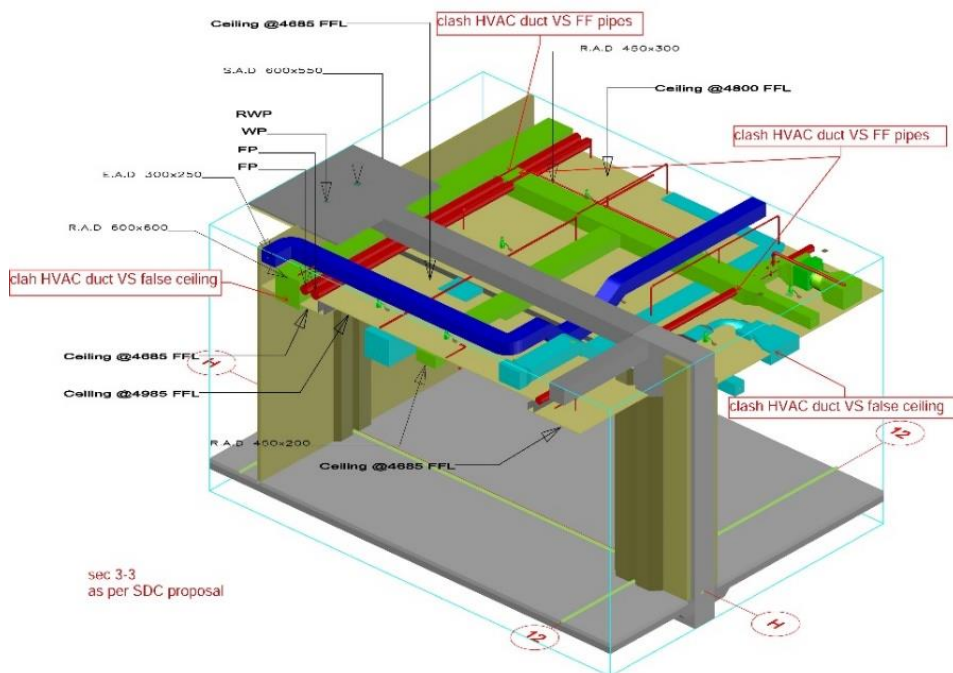 clash HVAC duct VS FF pipes
Ceiling @4685 FFL
R.A.D 450x300
S.A.D 600x550
Ceiling @4800 FFL
RWP
WP
FP
FP
clash HVAC duct VS FF pipes
E.A.D 300x250
R.A.D 600x600
clah HVAC duct VS false ceiling
Ceiling @4685 FFL
H
Ceiling @4985 FFL
clash HVAC duct VS false ceiling
12
R.A.D 450x200
Ceiling @4685 FFL
sec 3-3
as per SDC proposal
H
12